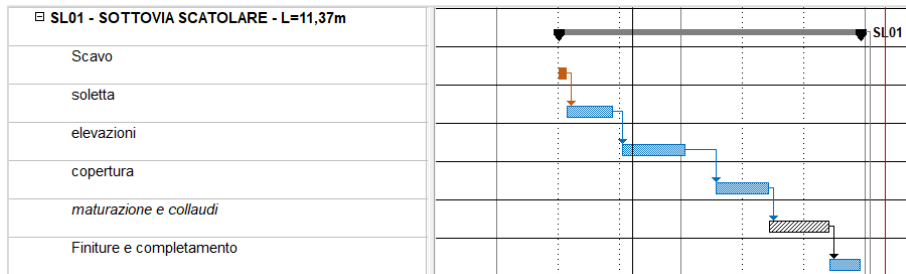 SL01 - SOTTOVIA SCATOLARE - L=11,37m
SL01
Scavo
soletta
elevazioni
copertura
maturazione e collaudi
Finiture e completamento